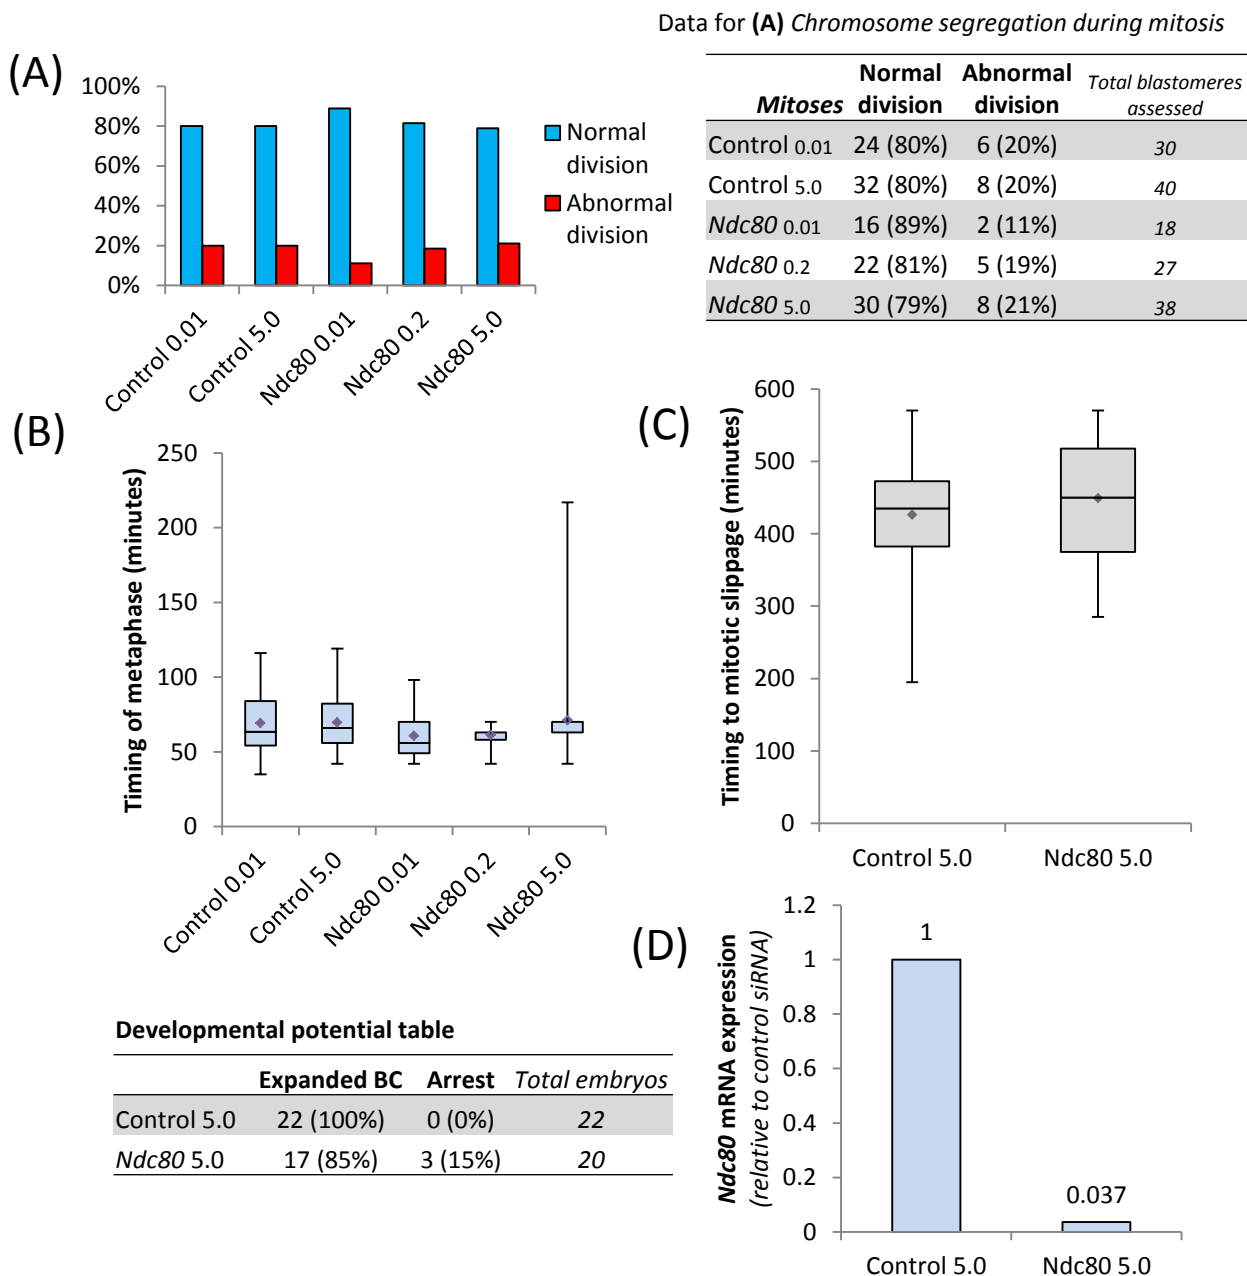 Data for (A) Chromosome segregation during mitosis
(A)
100%
80%
60%
40%
20%
0%
Control 0.01
Control 5.0
Ndc80 0.01
Ndc80 0.2
Ndc80 5.0
Normal
division
Abnormal
division
Mitoses Normal division Abnormal division Total blastomeres assessed
Control 0.01 24 (80%) 6 (20%) 30
Control 5.0 32 (80%) 8 (20%) 40
Ndc80 0.01 16 (89%) 2 (11%) 18
Ndc80 0.2 22 (81%) 5 (19%) 27
Ndc80 5.0 30 (79%) 8 (21%) 38
(B)
Timing of metaphase (minutes)
250
200
150
100
50
0
Control 0.01
Control 5.0
Ndc80 0.01
Ndc80 0.2
Ndc80 5.0
(C)
Timing to mitotic slippage (minutes)
600
500
400
300
200
100
0
Control 5.0
Ndc80 5.0
Developmental potential table
Expanded BC Arrest Total embryos
Control 5.0 22 (100%) 0 (0%) 22
Ndc80 5.0 17 (85%) 3 (15%) 20
(D)
Ndc80 mRNA expression
(relative to control siRNA)
1.2
1
0.8
0.6
0.4
0.2
0
1
0.037
Control 5.0
Ndc80 5.0